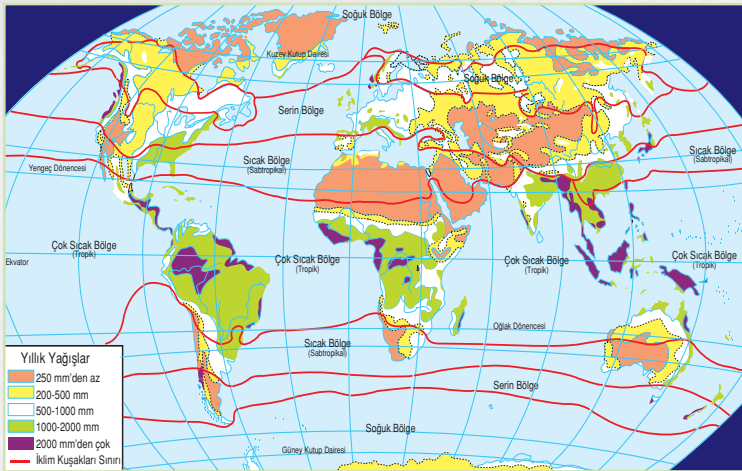 Soğuk Bölge
Kuzey Kutup Dairesi
Soğuk Bölge
Serin Bölge
Sıcak Bölge
(Subtropikal)
Sıcak Bölge
(Subtropikal)
Yengeç Dönencesi
Çok Sıcak Bölge
(Tropik)
Ekvator
Çok Sıcak Bölge
(Tropik)
Çok Sıcak Bölge
(Tropik)
Çok Sıcak Bölge
(Tropik)
Oğlak Dönencesi
Sıcak Bölge
(Subtropikal)
Serin Bölge
Soğuk Bölge
Güney Kutup Dairesi
Yıllık Yağışlar
250 mm'den az
200-500 mm
500-1000 mm
1000-2000 mm
2000 mm'den çok
İklim Kuşakları Sınırı